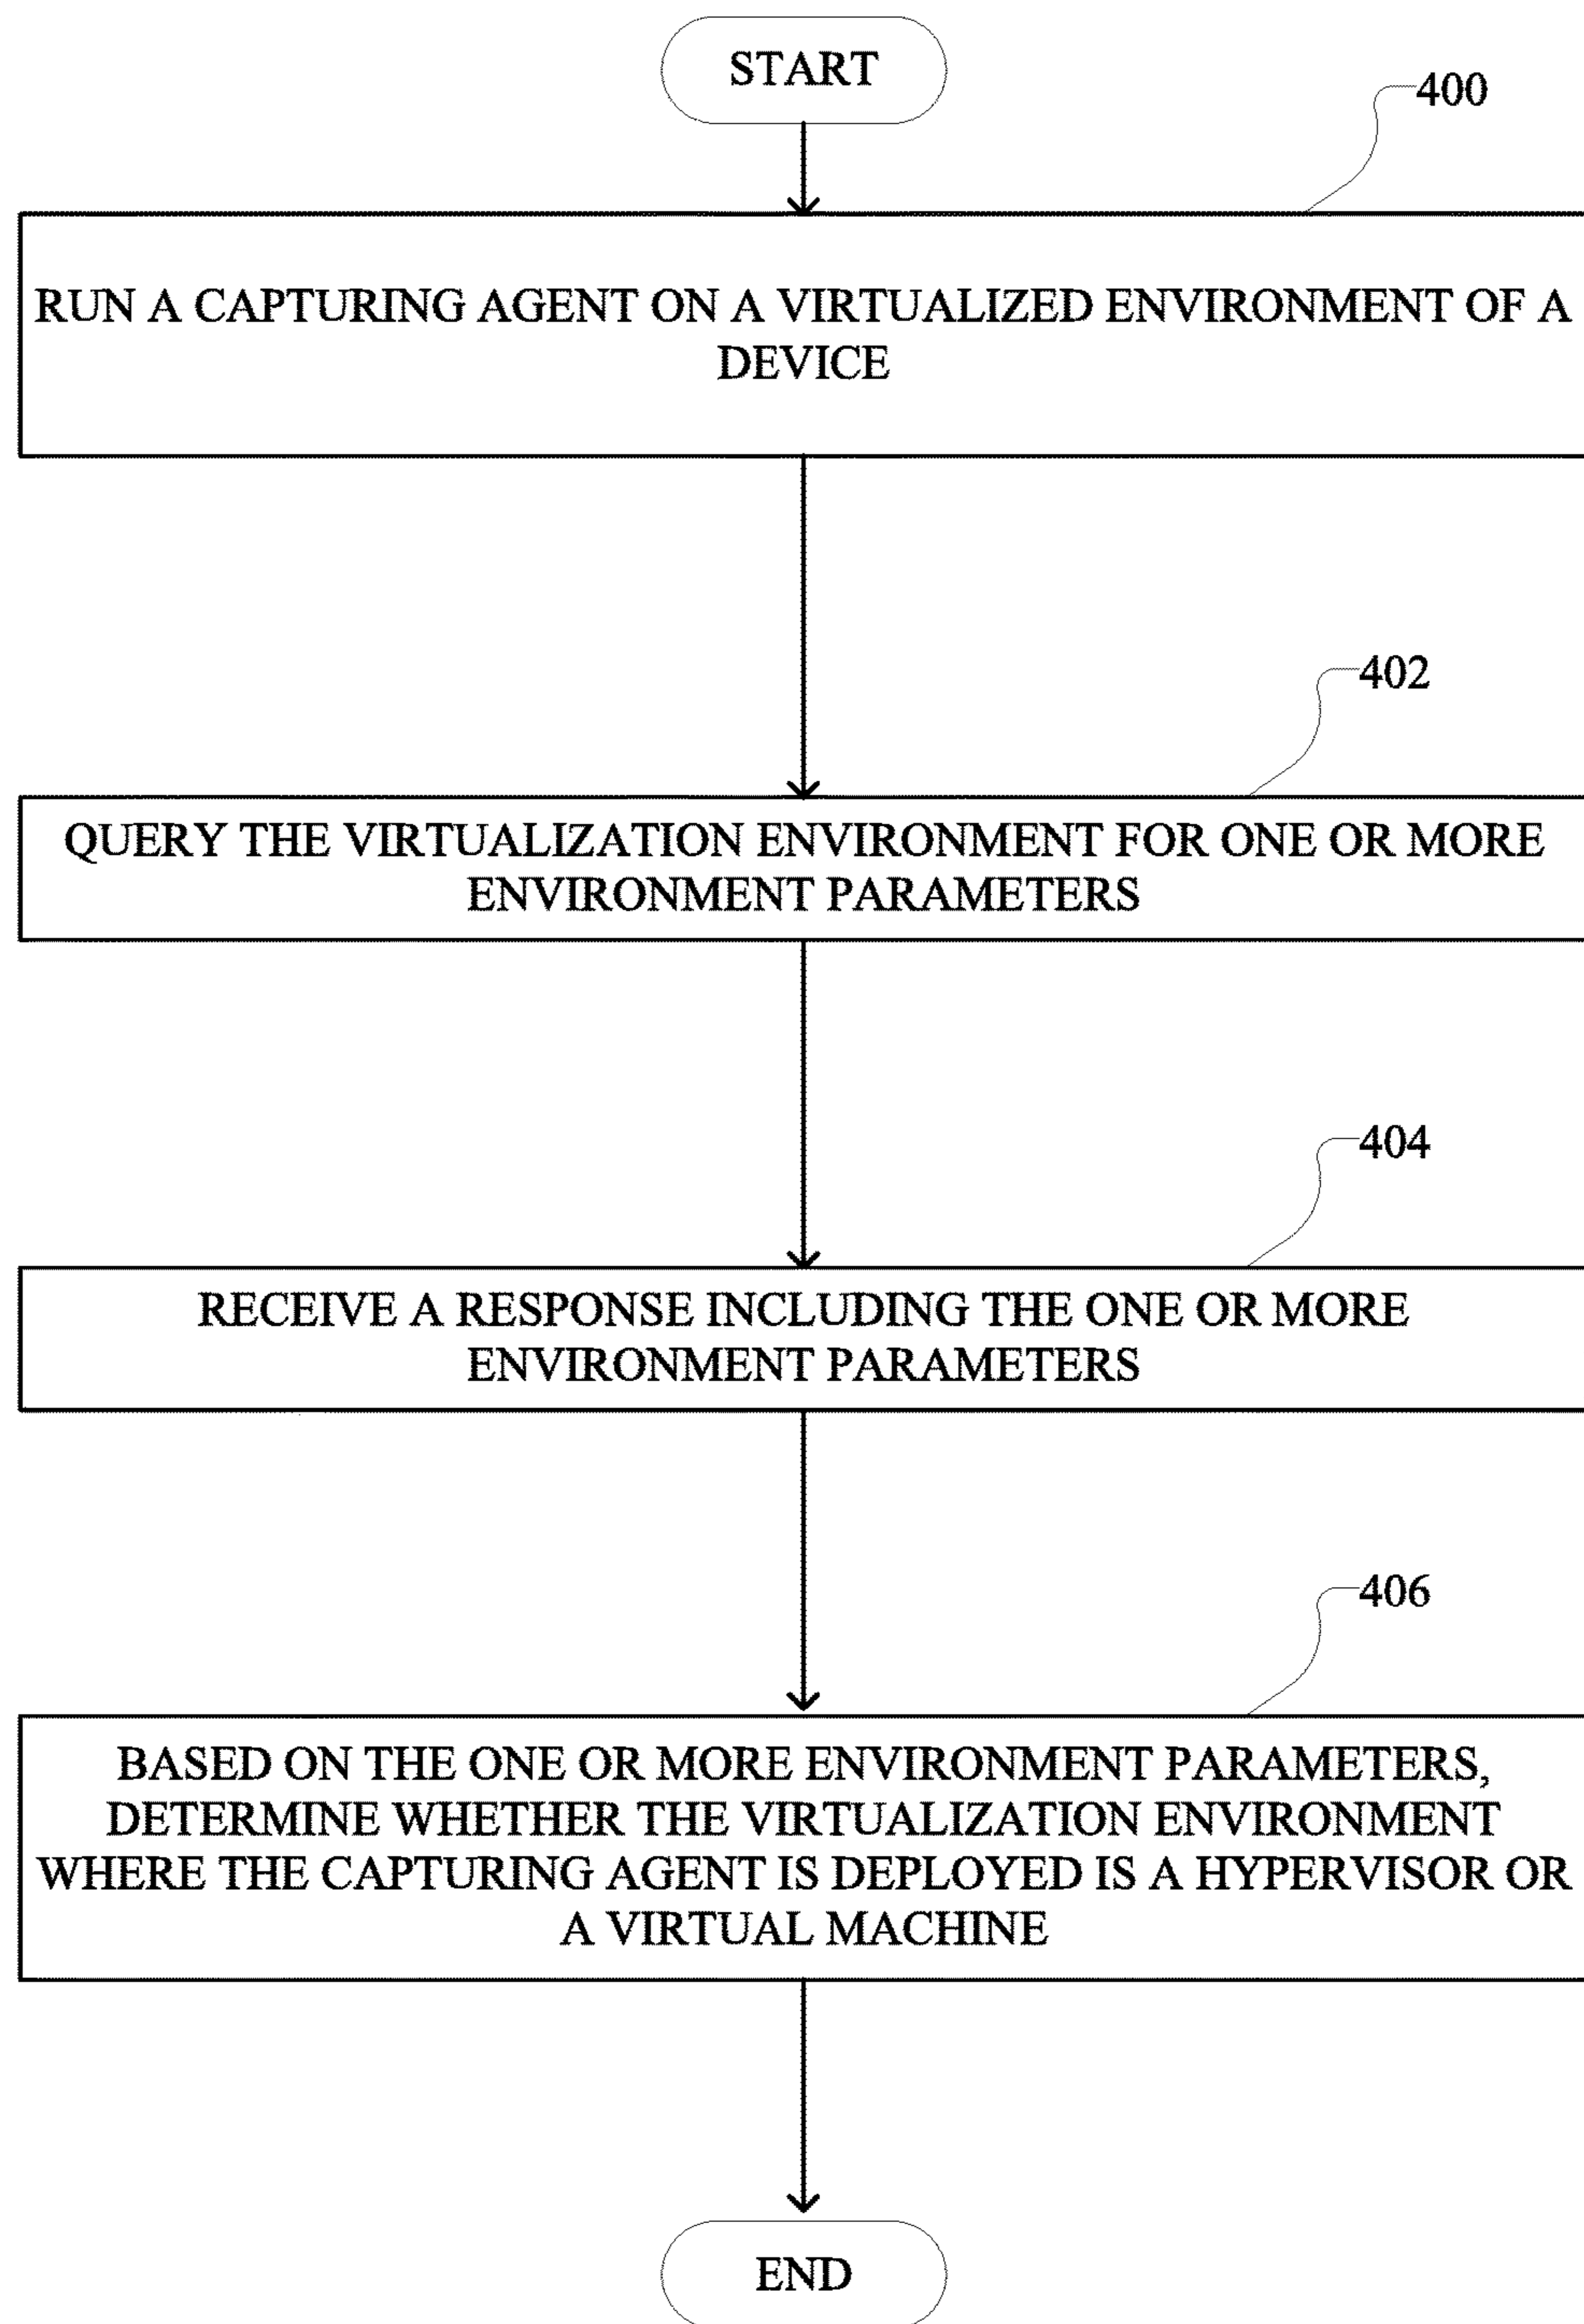 START
400
RUN A CAPTURING AGENT ON A VIRTUALIZED ENVIRONMENT OF A
DEVICE
402
QUERY THE VIRTUALIZATION ENVIRONMENT FOR ONE OR MORE
ENVIRONMENT PARAMETERS
404
RECEIVE A RESPONSE INCLUDING THE ONE OR MORE
ENVIRONMENT PARAMETERS
406
BASED ON THE ONE OR MORE ENVIRONMENT PARAMETERS,
DETERMINE WHETHER THE VIRTUALIZATION ENVIRONMENT
WHERE THE CAPTURING AGENT IS DEPLOYED IS A HYPERVISOR OR
A VIRTUAL MACHINE
END